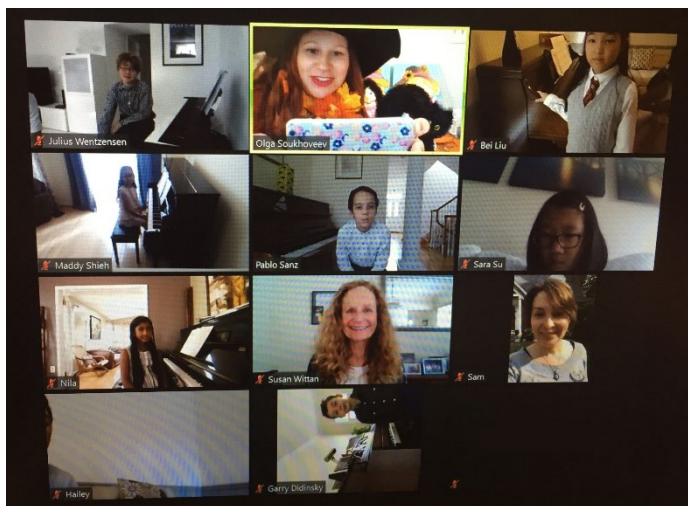 Julius Wentzensen
Olga Soukhoveev
Bei Liu
Maddy Shieh
Pablo Sanz
Sara Su
Nila
Susan Wittan
Sam
Hailey
Garry Didinsky